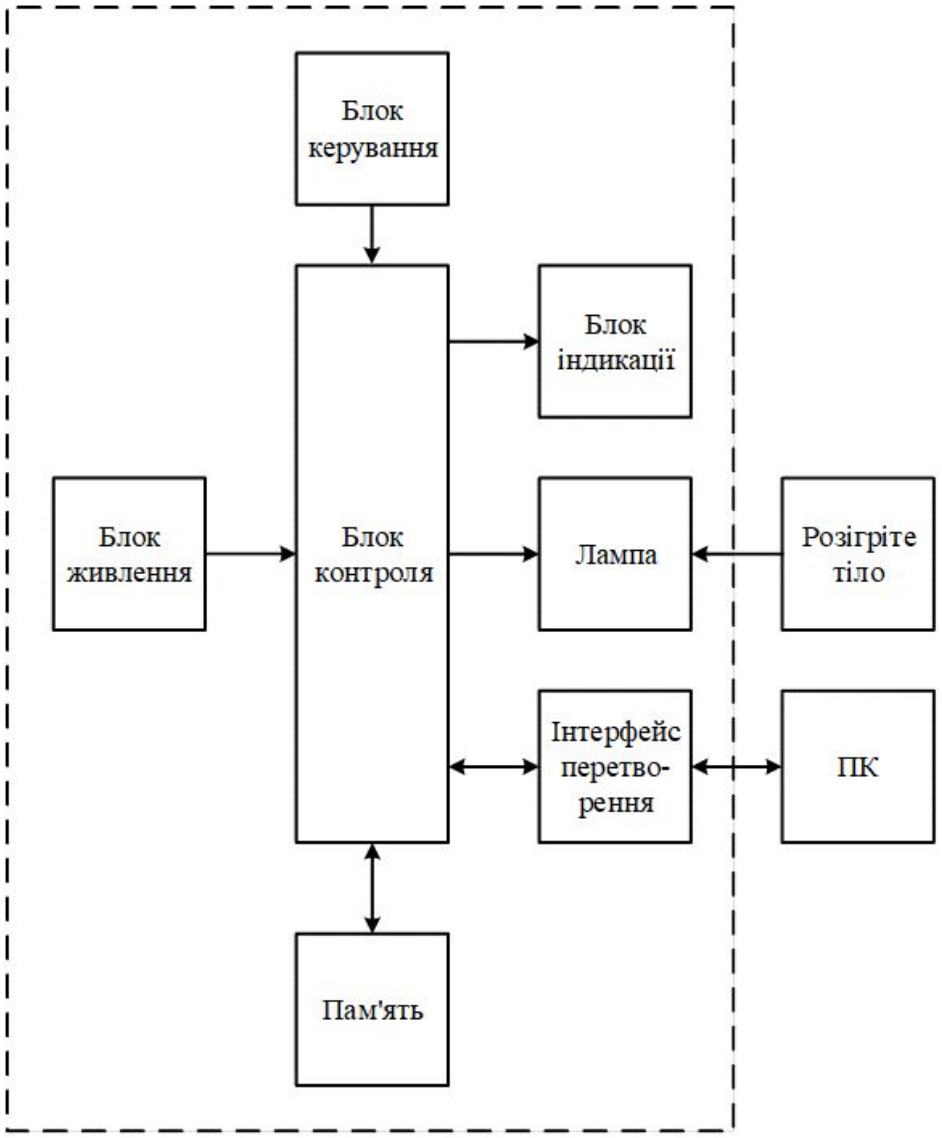 Блок
керування
Блок
індикації
Блок
живлення
Блок
контроля
Лампа
Розігріте
тіло
Інтерфейс
перетво-
рення
ПК
Пам'ять